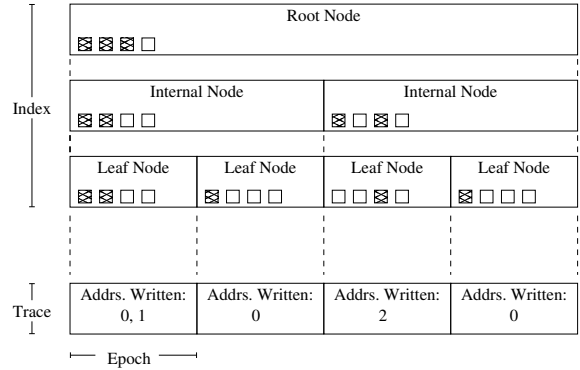 Root Node
Internal Node Internal Node
Index
Leaf Node Leaf Node Leaf Node Leaf Node
Addrs. Written: Addrs. Written: Addrs. Written: Addrs. Written:
Trace
0, 1 0 2 0
Epoch